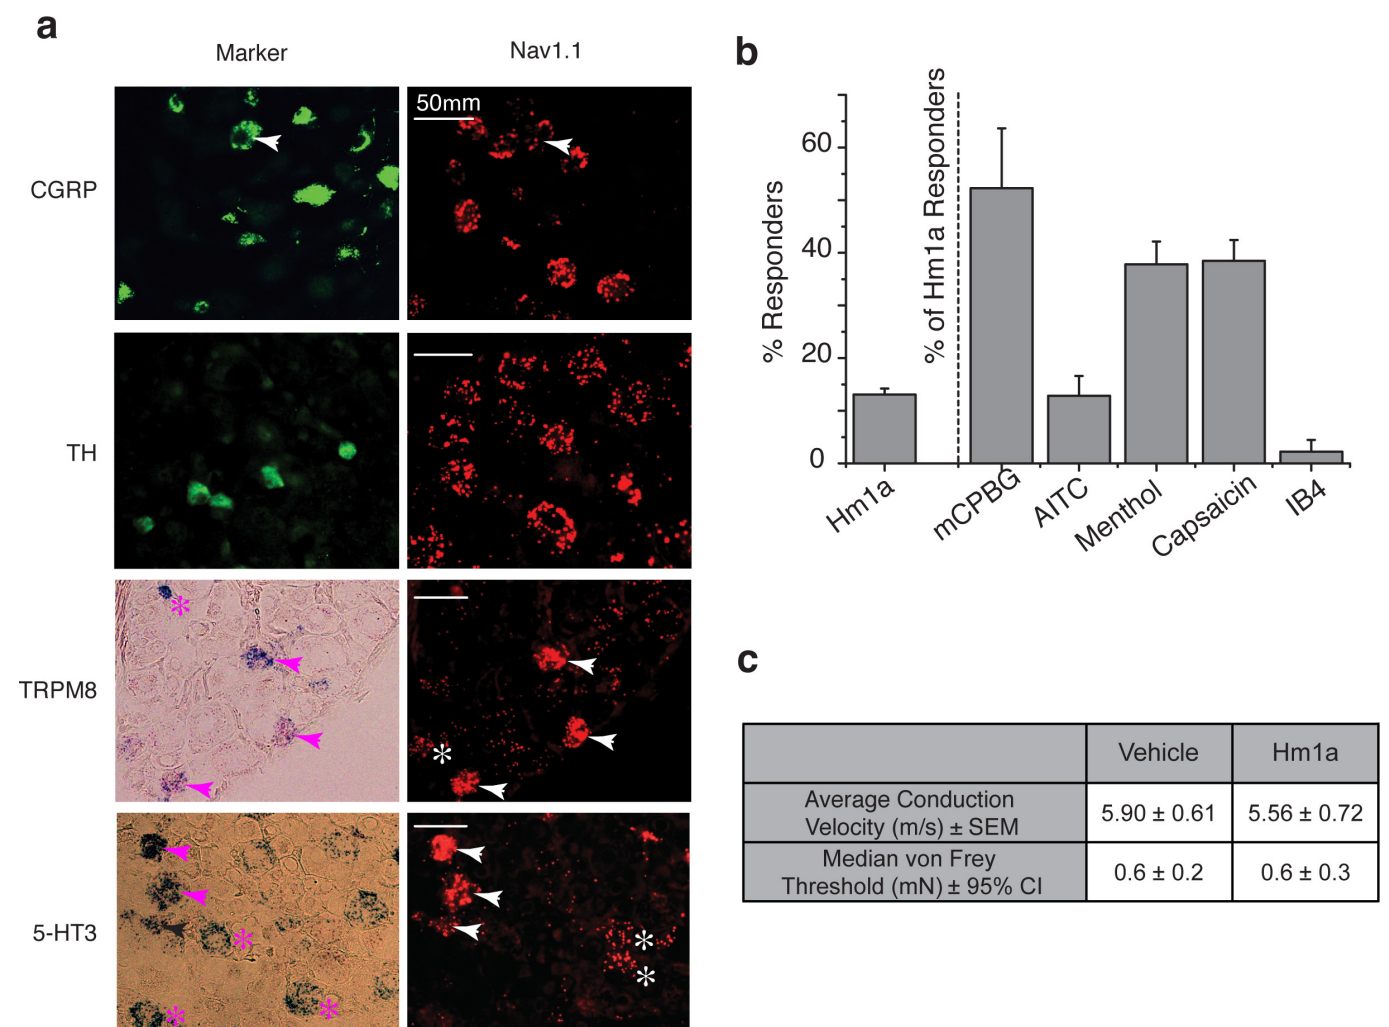 a
Marker
Nav1.1
CGRP
50mm
TH
TRPM8
*
*
5-HT3
*
*
*
*
*
b
% Responders
% of Hm1a Responders
60
40
20
0
Hm1a
mCPBG
AITC
Menthol
Capsaicin
IB4
c
Vehicle
Hm1a
Average Conduction
Velocity (m/s) ± SEM
5.90 ± 0.61
5.56 ± 0.72
Median von Frey
Threshold (mN) ± 95% CI
0.6 ± 0.2
0.6 ± 0.3